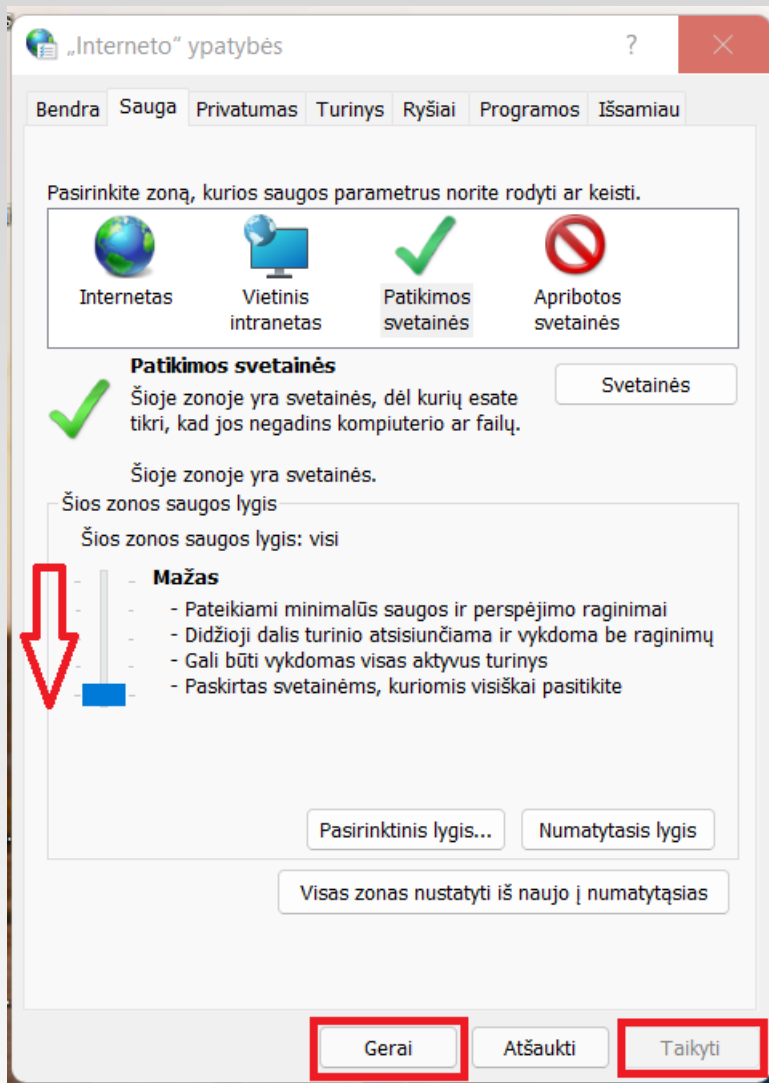 „Interneto“ ypatybės
Bendra Sauga Privatumas Turinys Ryšiai Programos Išsamiau
Pasirinkite zoną, kurios saugos parametrus norite rodyti ar keisti.
Internetas
Vietinis
intranetas
Patikimos
svetainės
Apribotos
svetainės
Patikimos svetainės
Šioje zonoje yra svetainės, dėl kurių esate
tikri, kad jos negadins kompiuterio ar failų.
Svetainės
Šioje zonoje yra svetainės.
Šios zonos saugos lygis
Šios zonos saugos lygis: visi
Mažas
- Pateikiami minimalūs saugos ir perspėjimo raginimai
- Didžioji dalis turinio atsisiunčiama ir vykdoma be raginimų
- Gali būti vykdomas visas aktyvus turinys
- Paskirtas svetainėms, kuriomis visiškai pasitikite
Pasirinktinis lygis... Numatytasis lygis
Visas zonas nustatyti iš naujo į numatytąsias
Gerai Atšaukti Taikyti